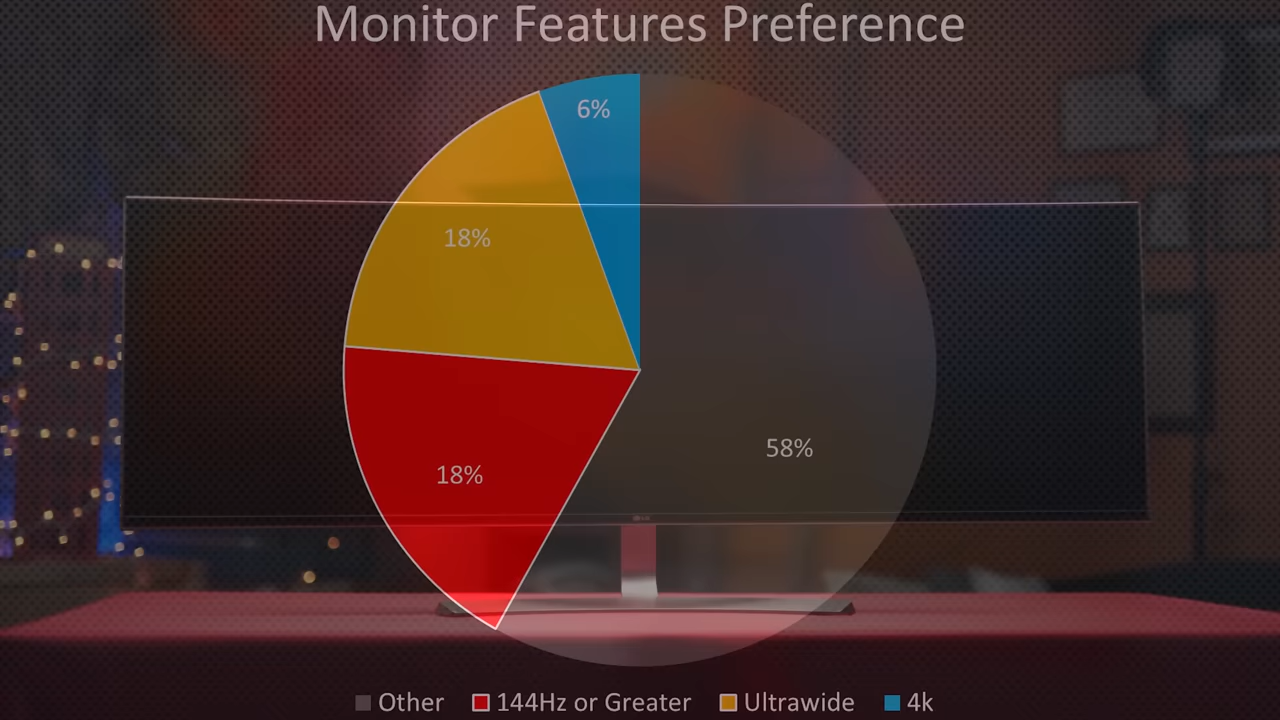 Monitor Features Preference
6%
18%
58%
18%
Other 144Hz or Greater Ultrawide 4k